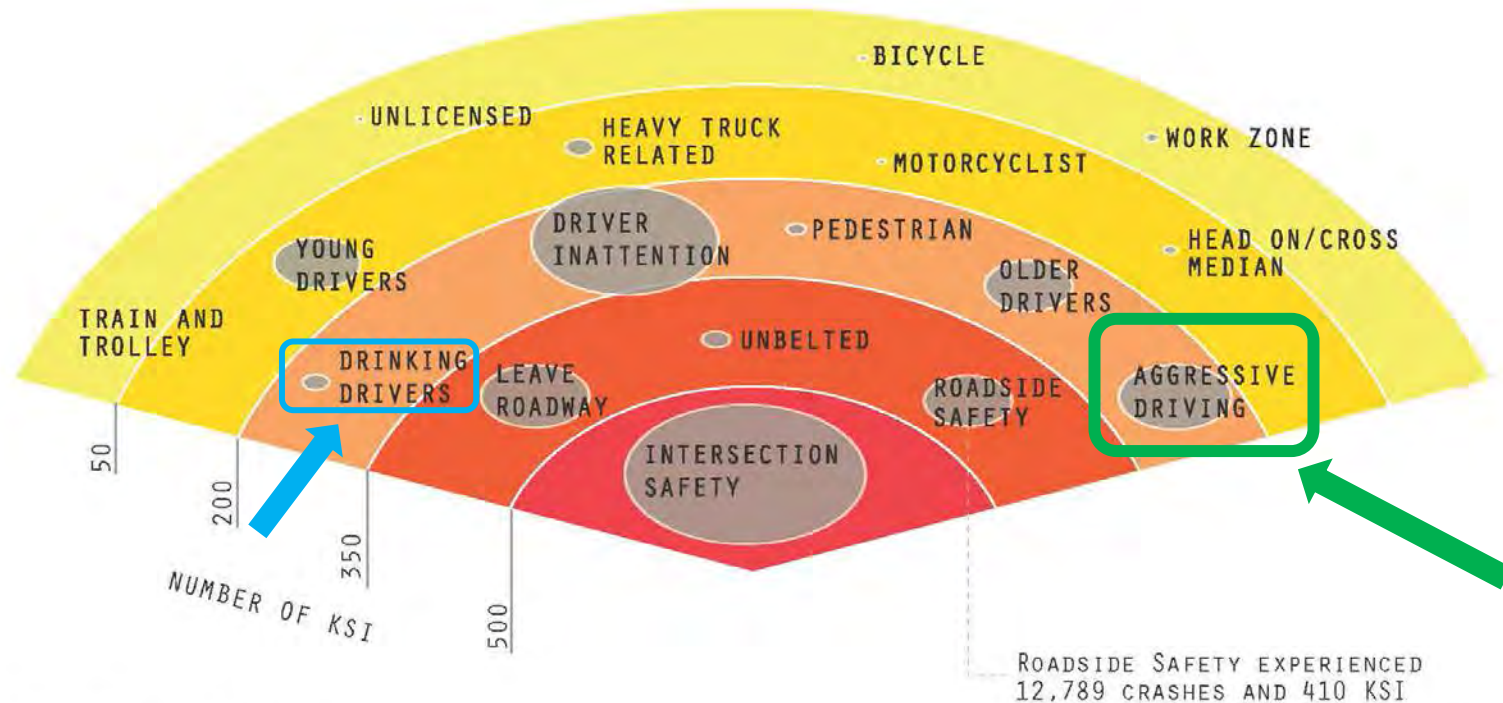 BICYCLE
UNLICENSED
HEAVY TRUCK
RELATED
WORK ZONE
MOTORCYCLIST
DRIVER
INATTENTION
PEDESTRIAN
YOUNG
DRIVERS
HEAD ON/CROSS
MEDIAN
OLDER
DRIVERS
TRAIN AND
TROLLEY
UNBELTED
DRINKING
DRIVERS
LEAVE
ROADWAY
ROADSIDE
SAFETY
AGGRESSIVE
DRIVING
INTERSECTION
SAFETY
50
200
350
500
NUMBER OF KSI
ROADSIDE SAFETY EXPERIENCED
12,789 CRASHES AND 410 KSI